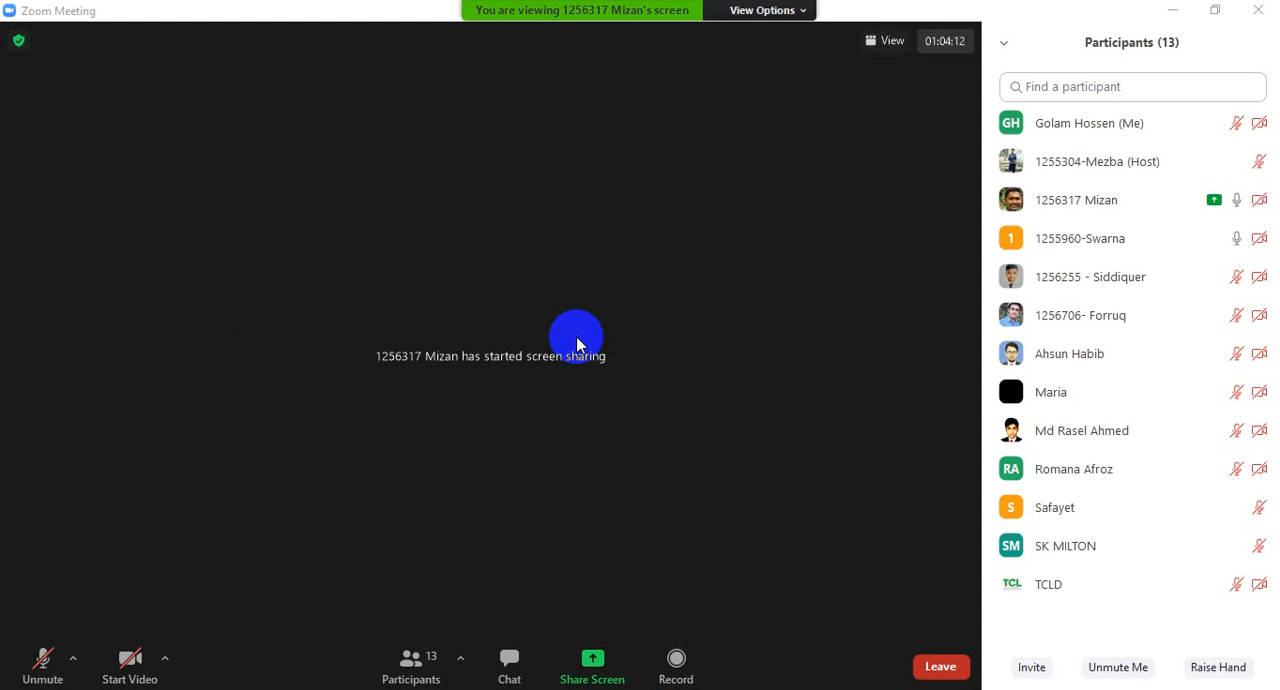 Zoom Meeting
You are viewing 1256317 Mizan's screen
View Options
View
01:04:12
Participants (13)
Find a participant
GH Golam Hossen (Me)
1255304-Mezba (Host)
1256317 Mizan
1 1255960-Swarna
1256255 - Siddiquer
1256706- Forruq
Ahsun Habib
Maria
Md Rasel Ahmed
RA Romana Afroz
S Safayet
SM SK MILTON
TCL TCLD
1256317 Mizan has started screen sharing
Unmute
Start Video
13
Participants
Chat
Share Screen
Record
Leave
Invite
Unmute Me
Raise Hand